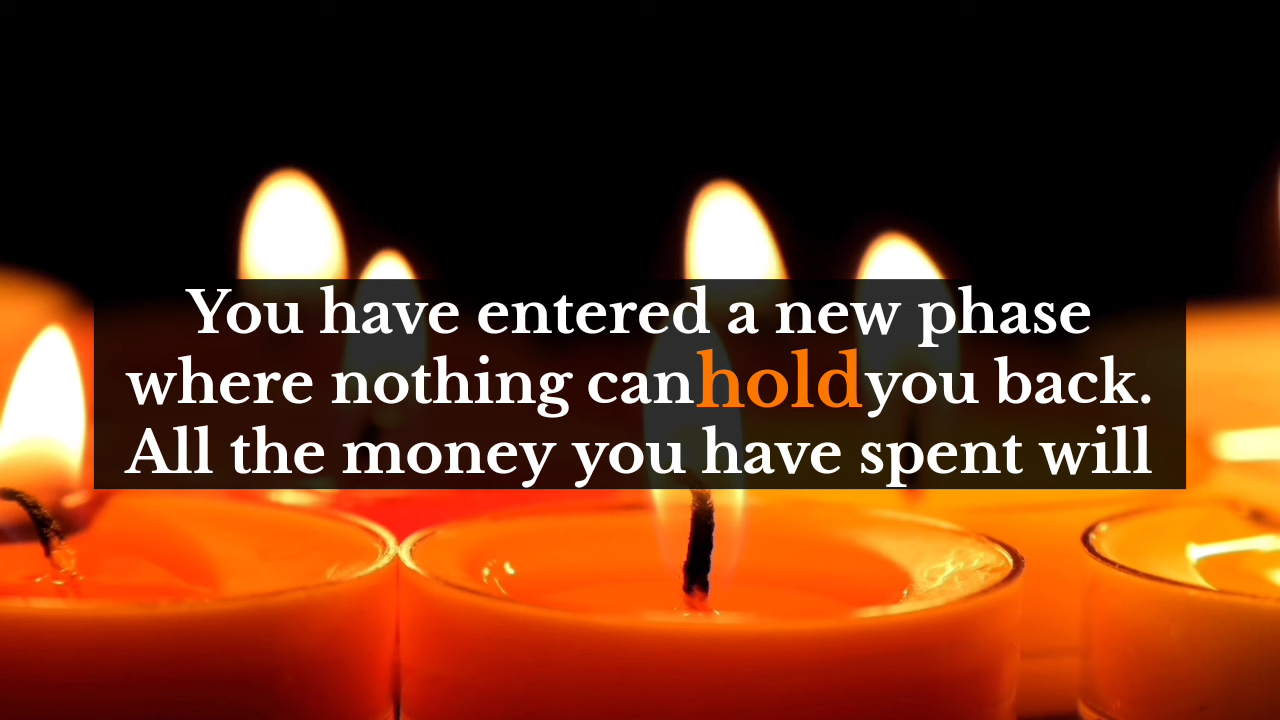 You have entered a new phase
where nothing can hold you back.
All the money you have spent will